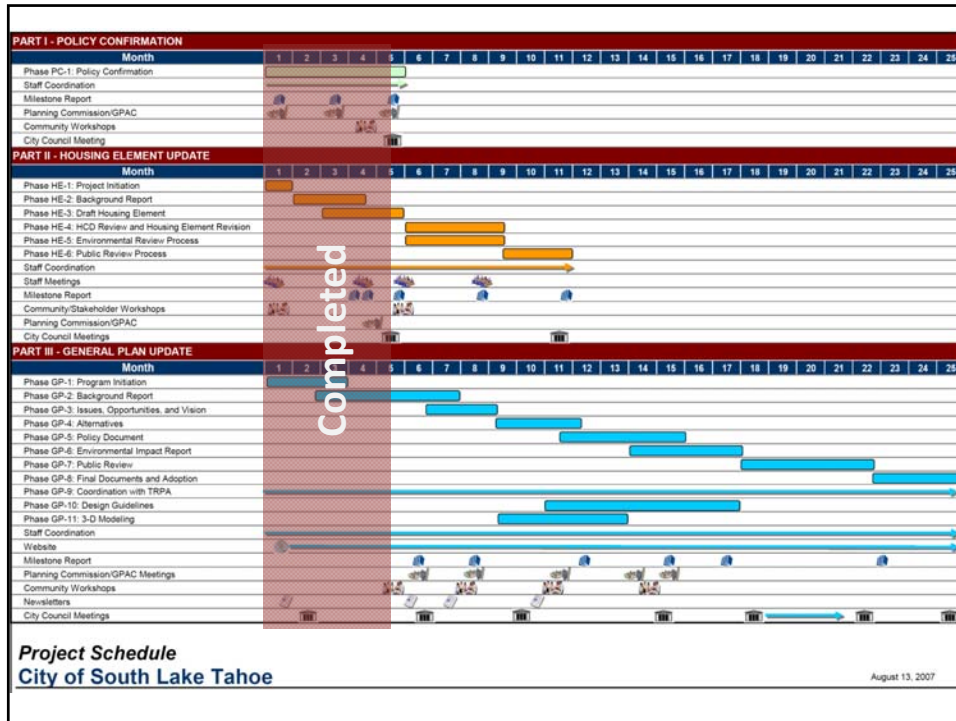 PART I - POLICY CONFIRMATION
Month 1 2 3 4 5 6 7 8 9 10 11 12 13 14 15 16 17 18 19 20 21 22 23 24 25
Phase PC-1: Policy Confirmation
Staff Coordination
Milestone Report
Planning Commission/GPAC
Community Workshops
City Council Meeting
PART II - HOUSING ELEMENT UPDATE
Month 1 2 3 4 5 6 7 8 9 10 11 12 13 14 15 16 17 18 19 20 21 22 23 24 25
Phase HE-1: Project Initiation
Phase HE-2: Background Report
Phase HE-3: Draft Housing Element
Phase HE-4: HCD Review and Housing Element Revision
Phase HE-5: Environmental Review Process
Phase HE-6: Public Review Process
Staff Coordination
Staff Meetings
Milestone Report
Community/Stakeholder Workshops
Planning Commission/GPAC
City Council Meetings
Completed
PART III - GENERAL PLAN UPDATE
Month 1 2 3 4 5 6 7 8 9 10 11 12 13 14 15 16 17 18 19 20 21 22 23 24 25
Phase GP-1: Program Initiation
Phase GP-2: Background Report
Phase GP-3: Issues, Opportunities, and Vision
Phase GP-4: Alternatives
Phase GP-5: Policy Document
Phase GP-6: Environmental Impact Report
Phase GP-7: Public Review
Phase GP-8: Final Documents and Adoption
Phase GP-9: Coordination with TRPA
Phase GP-10: Design Guidelines
Phase GP-11: 3-D Modeling
Staff Coordination
Website
Milestone Report
Planning Commission/GPAC Meetings
Community Workshops
Newsletters
City Council Meetings
Project Schedule
City of South Lake Tahoe
August 13, 2007